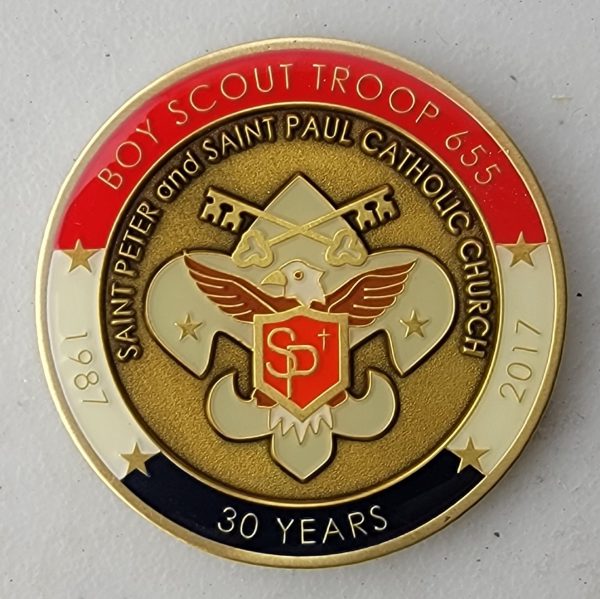 BOY SCOUT TROOP 655
SAINT PETER and SAINT PAUL CATHOLIC CHURCH
1987
2017
SP
30 YEARS